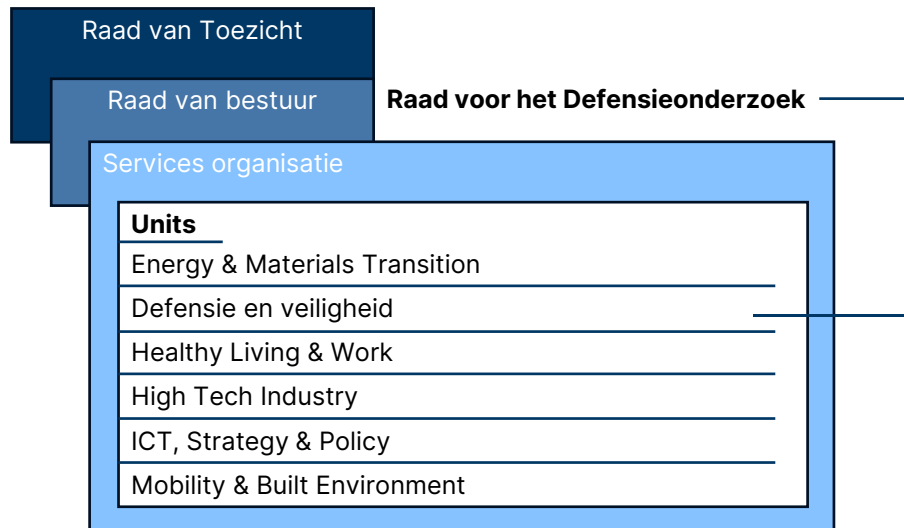 Raad van Toezicht
Raad van bestuur
Raad voor het Defensieonderzoek
Services organisatie
Units
Energy & Materials Transition
Defensie en veiligheid
Healthy Living & Work
High Tech Industry
ICT, Strategy & Policy
Mobility & Built Environment